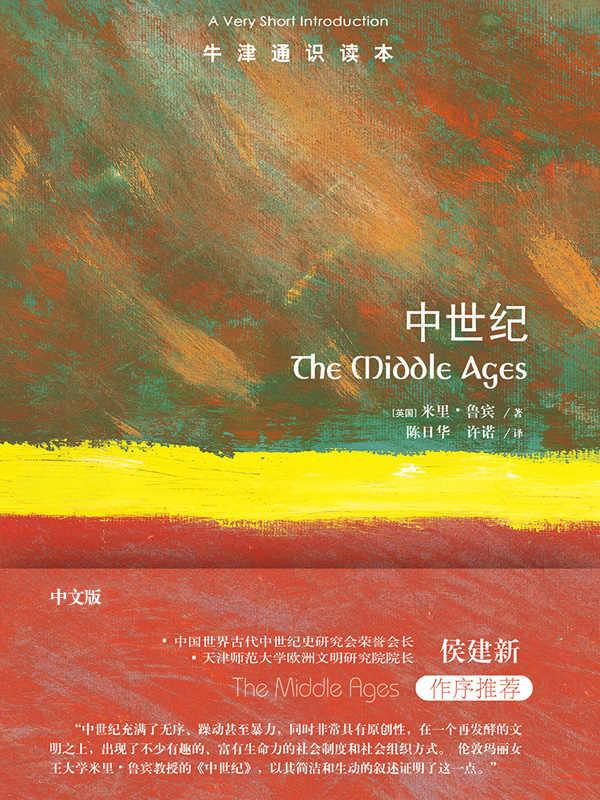 A Very Short Introduction
牛津通识读本
中世纪
The Middle Ages
[英国] 米里·鲁宾 / 著
陈日华 许诺 / 译
中文版
· 中国世界古代中世纪史研究会荣誉会长
· 天津师范大学欧洲文明研究院院长
侯建新
The Middle Ages 作序推荐
“中世纪充满了无序、躁动甚至暴力，同时非常具有原创性，在一个再发酵的文
明之上，出现了不少有趣的、富有生命力的社会制度和社会组织方式。 伦敦玛丽女
王大学米里·鲁宾教授的《中世纪》，以其简洁和生动的叙述证明了这一点。”